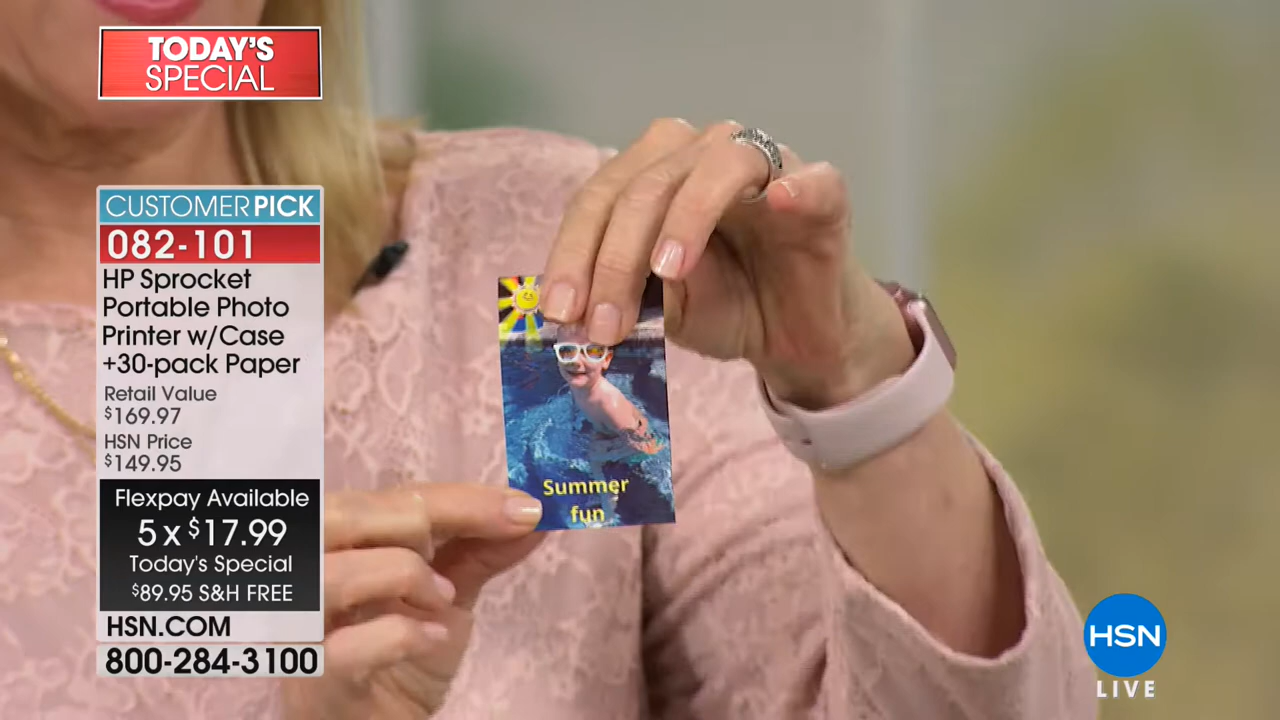 TODAY'S
SPECIAL
CUSTOMER PICK
082-101
HP Sprocket
Portable Photo
Printer w/Case
+30-pack Paper
Retail Value
$169.97
HSN Price
$149.95
Flexpay Available
5 x $17.99
Today's Special
$89.95 S&H FREE
HSN.COM
800-284-3100
Summer
fun
HSN
LIVE